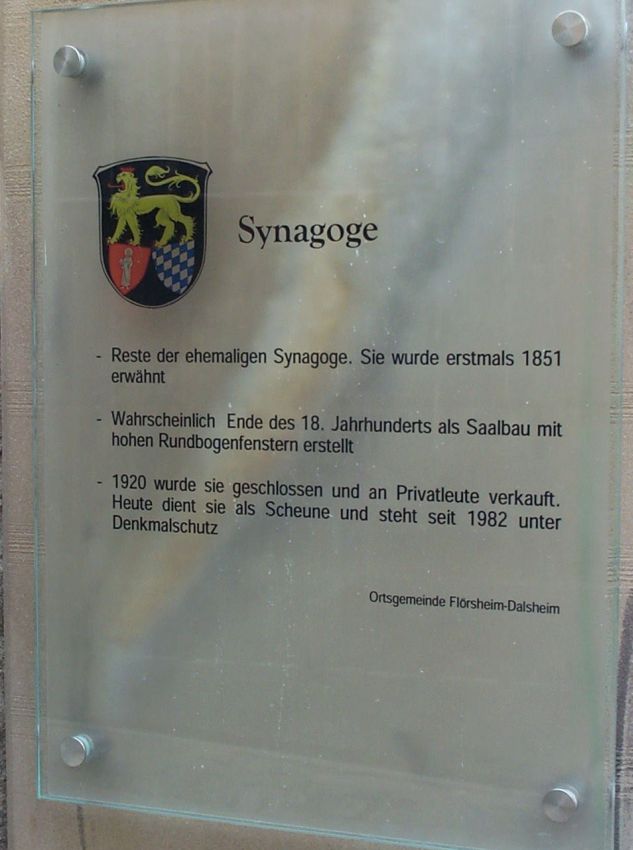 Synagoge
- Reste der ehemaligen Synagoge. Sie wurde erstmals 1851
erwähnt
- Wahrscheinlich Ende des 18. Jahrhunderts als Saalbau mit
hohen Rundbogenfenstern erstellt
- 1920 wurde sie geschlossen und an Privatleute verkauft.
Heute dient sie als Scheune und steht seit 1982 unter
Denkmalschutz
Ortsgemeinde Flörsheim-Dalsheim